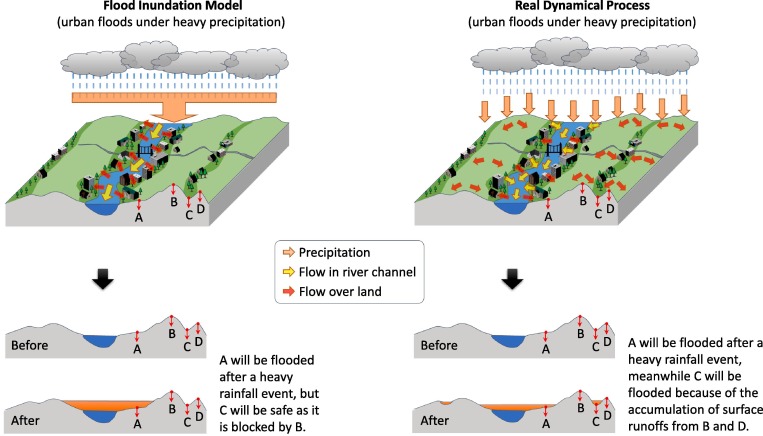 Flood Inundation Model
(urban floods under heavy precipitation)
A
B
C
D
Before
A
B
C
D
After
A
B
C
D
A will be flooded
after a heavy
rainfall event, but
C will be safe as it
is blocked by B.
Precipitation
Flow in river channel
Flow over land
Real Dynamical Process
(urban floods under heavy precipitation)
A
B
C
D
Before
A
B
C
D
After
A
B
C
D
A will be flooded after a
heavy rainfall event,
meanwhile C will be
flooded because of the
accumulation of surface
runoffs from B and D.